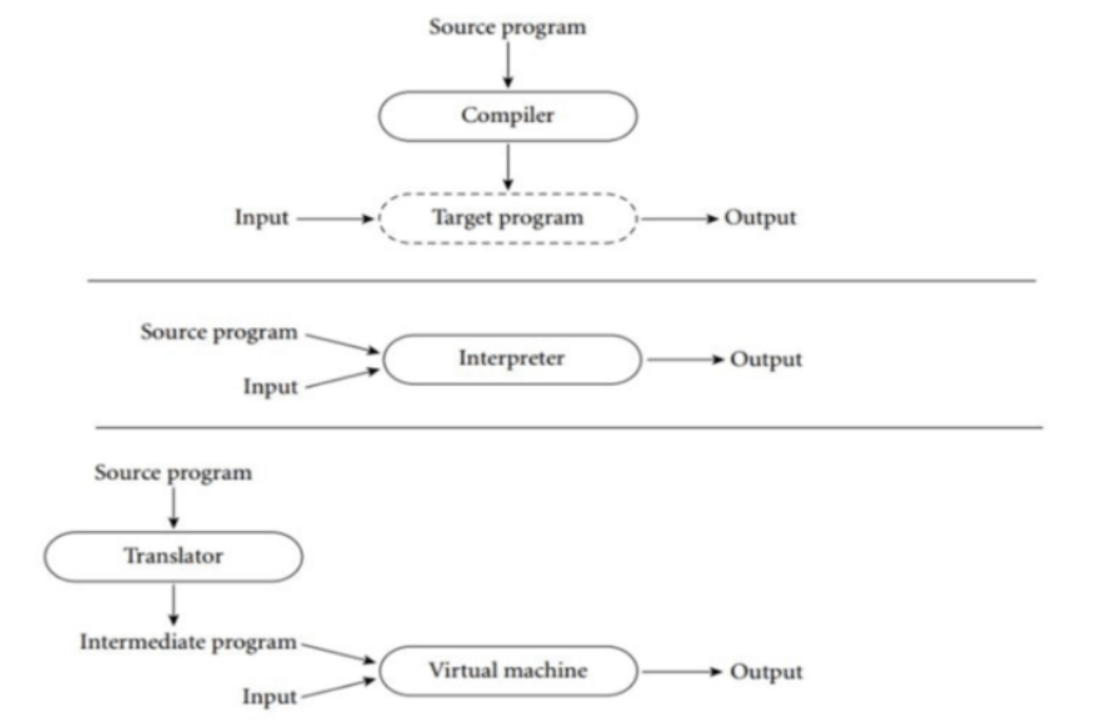 Source program
Compiler
Input
Target program
Output
Source program
Input
Interpreter
Output
Source program
Translator
Intermediate program
Input
Virtual machine
Output